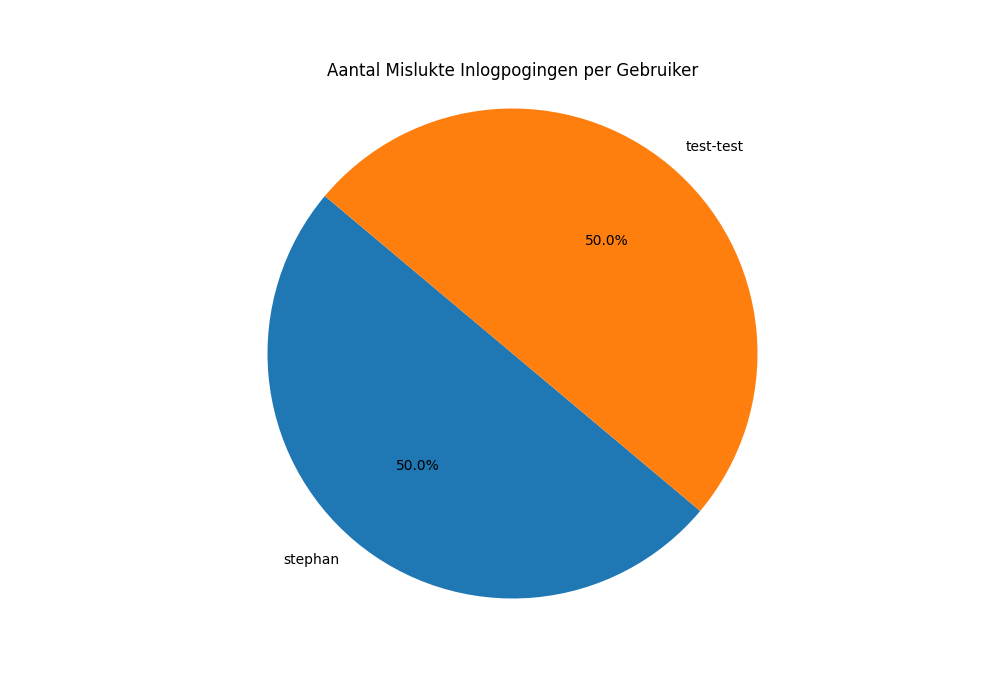 Aantal Mislukte Inlogpogingen per Gebruiker
test-test
50.0%
50.0%
stephan